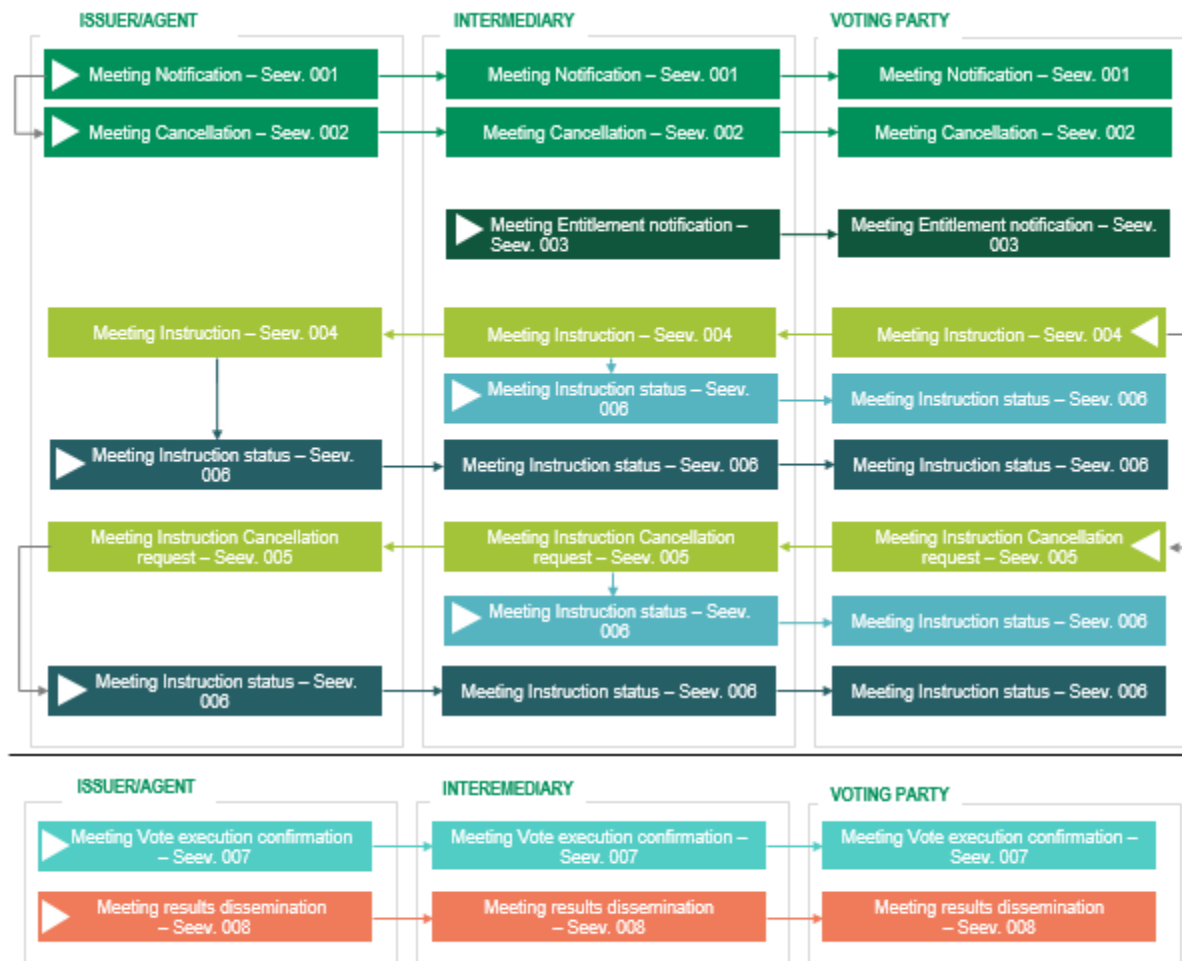 ISSUER/AGENT
INTERMEDIARY
VOTING PARTY
Meeting Notification – Seev. 001
Meeting Notification – Seev. 001
Meeting Notification – Seev. 001
Meeting Cancellation – Seev. 002
Meeting Cancellation – Seev. 002
Meeting Cancellation – Seev. 002
Meeting Entitlement notification –
Seev. 003
Meeting Entitlement notification – Seev.
003
Meeting Instruction – Seev. 004
Meeting Instruction – Seev. 004
Meeting Instruction – Seev. 004
Meeting Instruction status – Seev.
006
Meeting Instruction status – Seev. 006
Meeting Instruction status – Seev.
006
Meeting Instruction status – Seev. 006
Meeting Instruction status – Seev. 006
Meeting Instruction Cancellation
request – Seev. 005
Meeting Instruction Cancellation
request – Seev. 005
Meeting Instruction Cancellation
request – Seev. 005
Meeting Instruction status – Seev.
006
Meeting Instruction status – Seev. 006
Meeting Instruction status – Seev.
006
Meeting Instruction status – Seev. 006
Meeting Instruction status – Seev. 006
ISSUER/AGENT
INTEREMEDIARY
VOTING PARTY
Meeting Vote execution confirmation
– Seev. 007
Meeting Vote execution confirmation –
Seev. 007
Meeting Vote execution confirmation –
Seev. 007
Meeting results dissemination
– Seev. 008
Meeting results dissemination
– Seev. 008
Meeting results dissemination
– Seev. 008